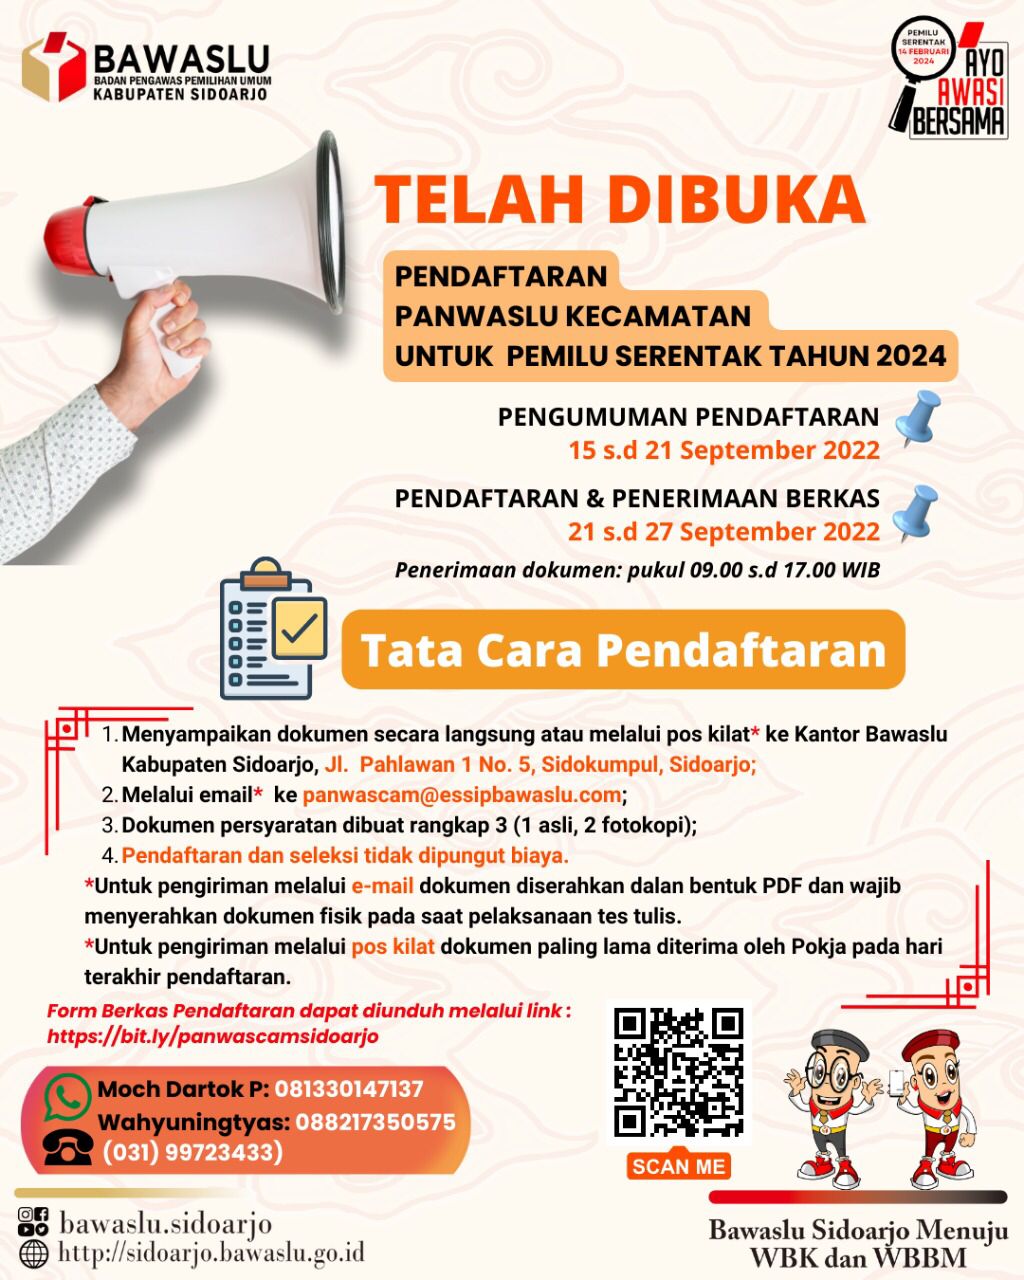 BAWASLU
BADAN PENGAWAS PEMILIHAN UMUM
KABUPATEN SIDOARJO
PEMILU
SERENTAK
14 FEBRUARI
2024
AYO
AWASI
BERSAMA
TELAH DIBUKA
PENDAFTARAN
PANWASLU KECAMATAN
UNTUK PEMILU SERENTAK TAHUN 2024
PENGUMUMAN PENDAFTARAN
15 s.d 21 September 2022
PENDAFTARAN & PENERIMAAN BERKAS
21 s.d 27 September 2022
Penerimaan dokumen: pukul 09.00 s.d 17.00 WIB
Tata Cara Pendaftaran
1. Menyampaikan dokumen secara langsung atau melalui pos kilat* ke Kantor Bawaslu
Kabupaten Sidoarjo, Jl. Pahlawan 1 No. 5, Sidokumpul, Sidoarjo;
2. Melalui email* ke panwascam@essipbawaslu.com;
3. Dokumen persyaratan dibuat rangkap 3 (1 asli, 2 fotokopi);
4. Pendaftaran dan seleksi tidak dipungut biaya.
*Untuk pengiriman melalui e-mail dokumen diserahkan dalan bentuk PDF dan wajib
menyerahkan dokumen fisik pada saat pelaksanaan tes tulis.
*Untuk pengiriman melalui pos kilat dokumen paling lama diterima oleh Pokja pada hari
terakhir pendaftaran.
Form Berkas Pendaftaran dapat diunduh melalui link :
https://bit.ly/panwascamsidoarjo
Moch Dartok P: 081330147137
Wahyuningtyas: 088217350575
(031) 99723433)
SCAN ME
bawaslu.sidoarjo
http://sidoarjo.bawaslu.go.id
Bawaslu Sidoarjo Menuju
WBK dan WBBM